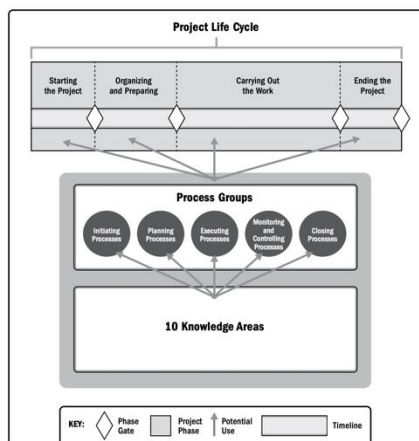 Project Life Cycle
Starting
the Project
Organizing
and Preparing
Carrying Out
the Work
Ending the
Project
Process Groups
Initiating
Processes
Planning
Processes
Executing
Processes
Monitoring
and
Controlling
Processes
Closing
Processes
10 Knowledge Areas
KEY:
Phase
Gate
Project
Phase
Potential
Use
Timeline